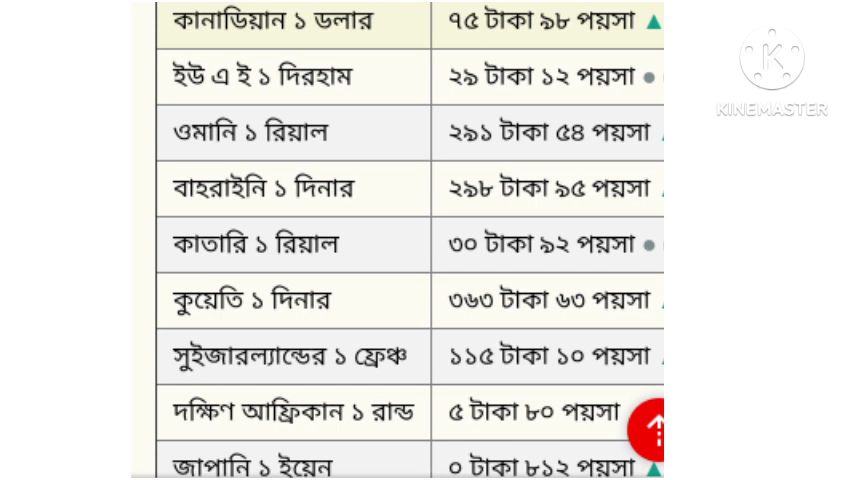 কানাডিয়ান ১ ডলার ৭৫ টাকা ৯৮ পয়সা
ইউ এ ই ১ দিরহাম ২৯ টাকা ১২ পয়সা
ওমানি ১ রিয়াল ২৯১ টাকা ৫৪ পয়সা
বাহরাইনি ১ দিনার ২৯৮ টাকা ৯৫ পয়সা
কাতারি ১ রিয়াল ৩০ টাকা ৯২ পয়সা
কুয়েতি ১ দিনার ৩৬৩ টাকা ৬৩ পয়সা
সুইজারল্যান্ডের ১ ফ্রেঞ্চ ১১৫ টাকা ১০ পয়সা
দক্ষিণ আফ্রিকান ১ রান্ড ৫ টাকা ৮০ পয়সা
জাপানি ১ ইয়েন ০ টাকা ৮১২ পয়সা
KINEMASTER